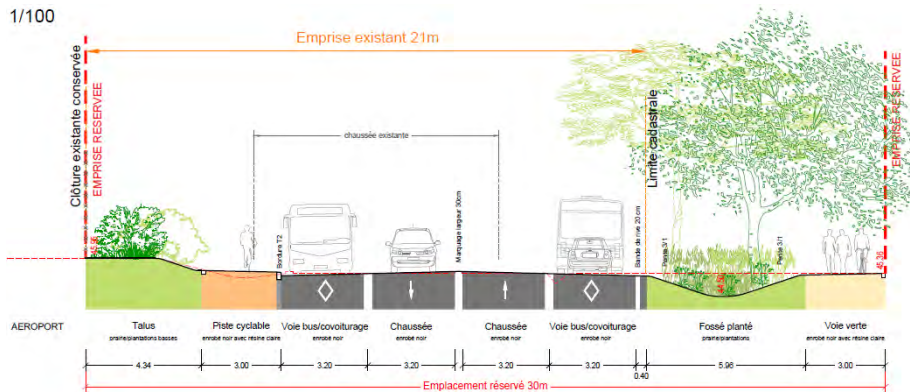 1/100
Emprise existant 21m
Clôture existante conservée
EMPRISE RESERVEE
chaussée existante
Limite cadastrale
EMPRISE RESERVEE
Bordura T2
Marquage largeur 30cm
Bande de rive 20 cm
Pente 3/1
Pente 3/1
45.36
AEROPORT
Talus
prairie/plantations basses
Piste cyclable
enrobé noir avec résine claire
Voie bus/covoiturage
enrobé noir
Chaussée
enrobé noir
Chaussée
enrobé noir
Voie bus/covoiturage
enrobé noir
Fossé planté
prairie/plantations
Voie verte
enrobé noir avec résine claire
4.34
3.00
3.20
3.20
3.20
3.20
0.40
5.96
3.00
Emplacement réservé 30m